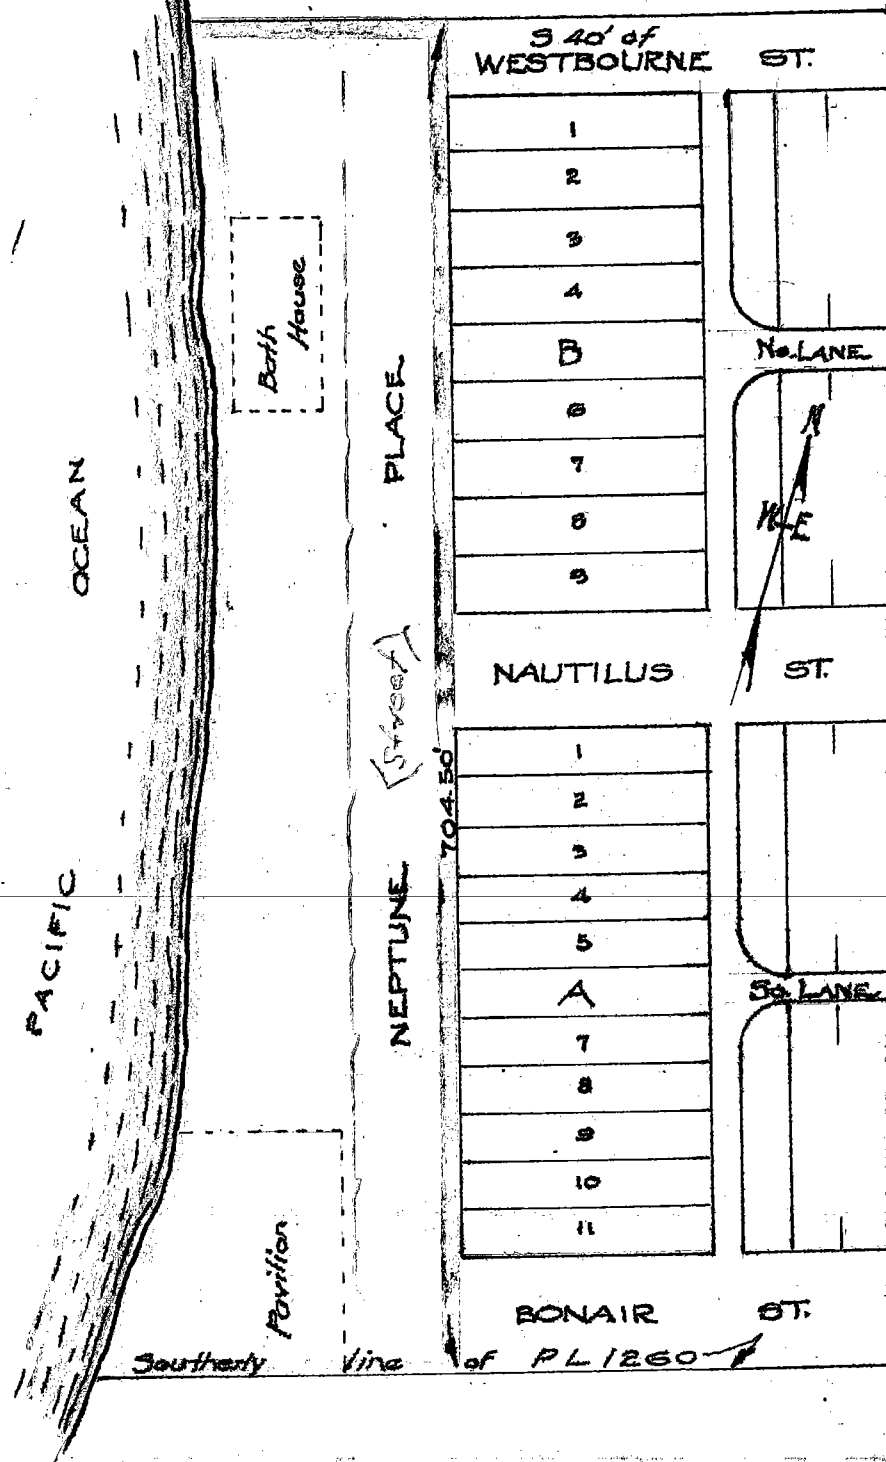 S 40' of
WESTBOURNE ST.
1
2
3
4
B
6
7
8
9
No. LANE
N
W E
Bath
House
PLACE
OCEAN
NAUTILUS ST.
[Street]
704.50'
1
2
3
4
5
A
7
8
9
10
11
So. LANE
NEPTUNE
PACIFIC
Pavilion
BONAIR ST.
Southerly line of P L 1260